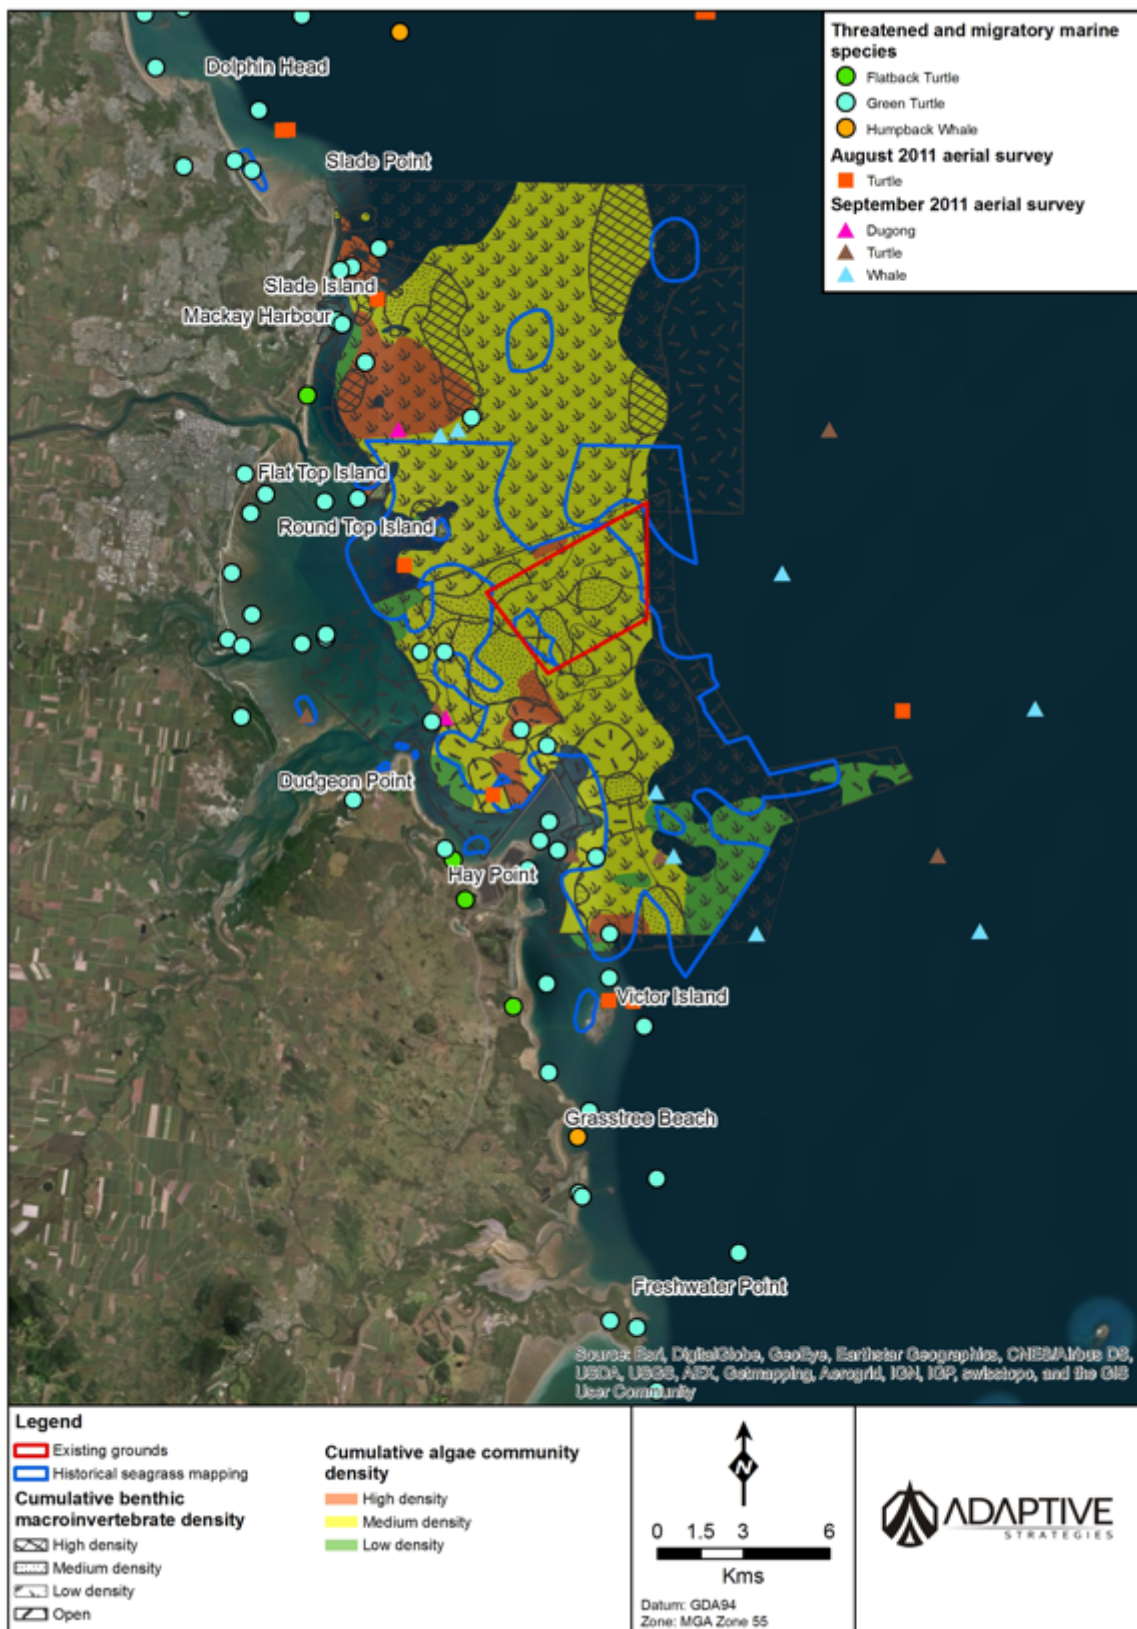 Threatened and migratory marine
species
Flatback Turtle
Green Turtle
Humpback Whale
August 2011 aerial survey
Turtle
September 2011 aerial survey
Dugong
Turtle
Whale
Dolphin Head
Slade Point
Slade Island
Mackay Harbour
Flat Top Island
Round Top Island
Dudgeon Point
Hay Point
Victor Island
Grasstree Beach
Freshwater Point
Source: Esri, DigitalGlobe, GeoEye, Earthstar Geographics, CNES/Airbus DS,
USDA, USGS, AEX, Getmapping, Aerogrid, IGN, IGP, swisstopo, and the GIS
User Community
Legend
Existing grounds
Historical seagrass mapping
Cumulative benthic
macroinvertebrate density
High density
Medium density
Low density
Open
Cumulative algae community
density
High density
Medium density
Low density
N
0 1.5 3 6
Kms
Datum: GDA94
Zone: MGA Zone 55
ADAPTIVE
STRATEGIES